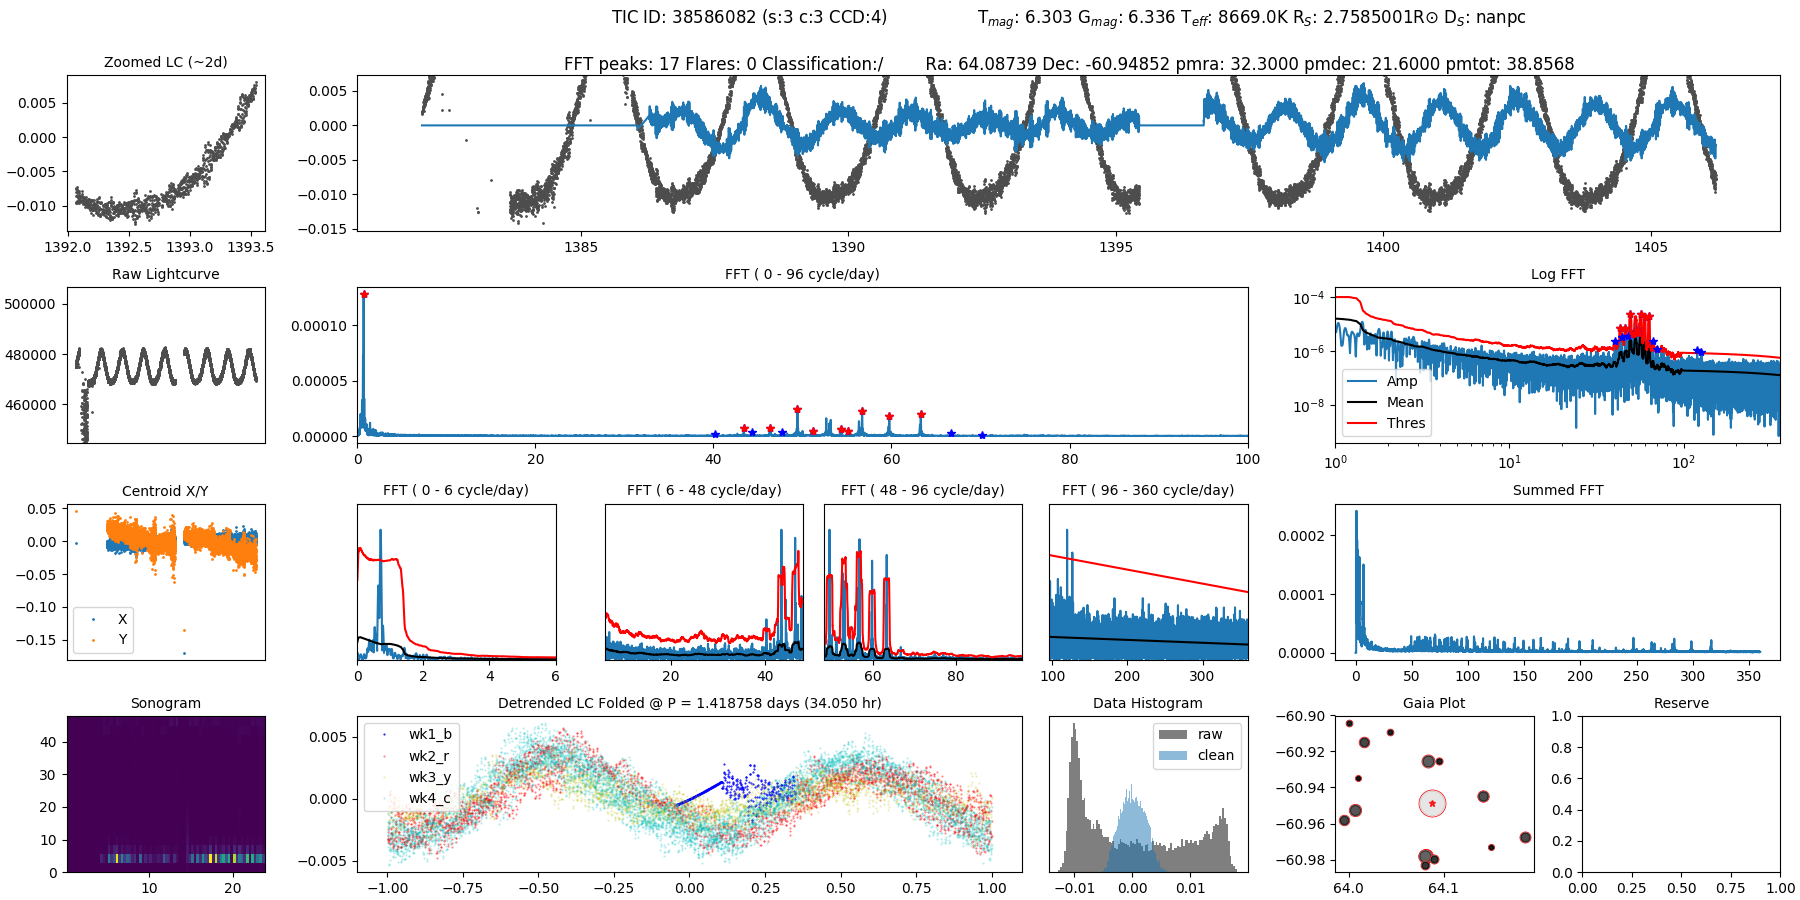 TIC ID: 38586082 (s:3 c:3 CCD:4) T_mag: 6.303 G_mag: 6.336 T_eff: 8669.0K R_S: 2.7585001R⊙ D_S: nanpc
FFT peaks: 17 Flares: 0 Classification:/ Ra: 64.08739 Dec: -60.94852 pmra: 32.3000 pmdec: 21.6000 pmtot: 38.8568
Zoomed LC (~2d)
0.005
0.000
−0.005
−0.010
1392.0 1392.5 1393.0 1393.5
0.005
0.000
−0.005
−0.010
−0.015
1385 1390 1395 1400 1405
Raw Lightcurve
500000
480000
460000
FFT ( 0 - 96 cycle/day)
0.00010
0.00005
0.00000
0 20 40 60 80 100
Log FFT
10⁻⁴
10⁻⁶
10⁻⁸
Amp
Mean
Thres
10⁰ 10¹ 10²
Centroid X/Y
0.05
0.00
−0.05
−0.10
−0.15
X
Y
FFT ( 0 - 6 cycle/day)
0 2 4 6
FFT ( 6 - 48 cycle/day)
20 40
FFT ( 48 - 96 cycle/day)
60 80
FFT ( 96 - 360 cycle/day)
100 200 300
Summed FFT
0.0002
0.0001
0.0000
0 50 100 150 200 250 300 350
Sonogram
40
30
20
10
0
10 20
Detrended LC Folded @ P = 1.418758 days (34.050 hr)
0.005
0.000
−0.005
wk1_b
wk2_r
wk3_y
wk4_c
−1.00 −0.75 −0.50 −0.25 0.00 0.25 0.50 0.75 1.00
Data Histogram
raw
clean
−0.01 0.00 0.01
Gaia Plot
−60.90
−60.92
−60.94
−60.96
−60.98
64.0 64.1
Reserve
1.0
0.8
0.6
0.4
0.2
0.0
0.00 0.25 0.50 0.75 1.00